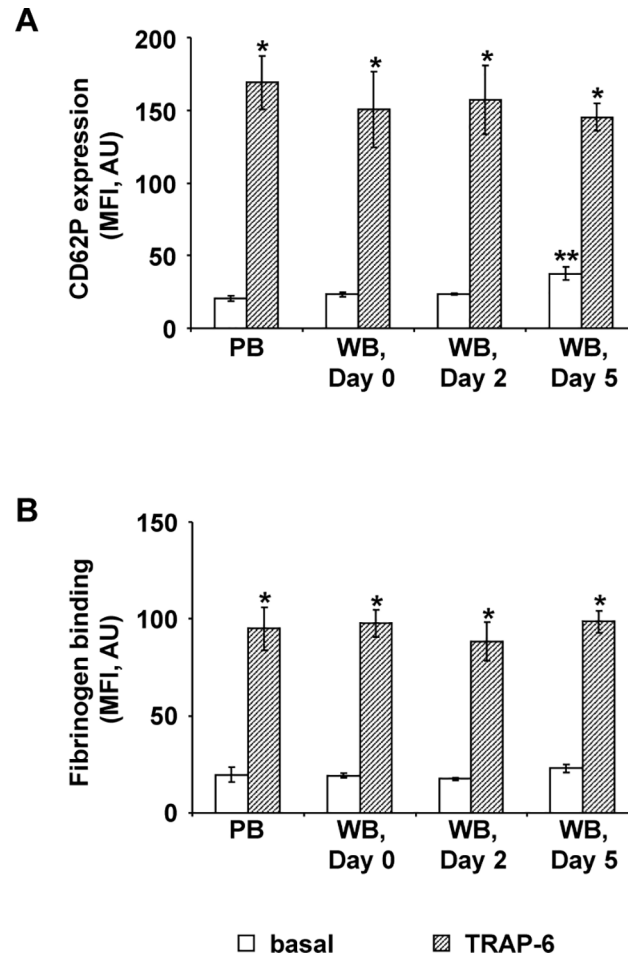 A
CD62P expression
(MFI, AU)
200
150
100
50
0
*
*
*
**
*
PB
WB,
Day 0
WB,
Day 2
WB,
Day 5
B
Fibrinogen binding
(MFI, AU)
150
100
50
0
*
*
*
*
PB
WB,
Day 0
WB,
Day 2
WB,
Day 5
basal
TRAP-6